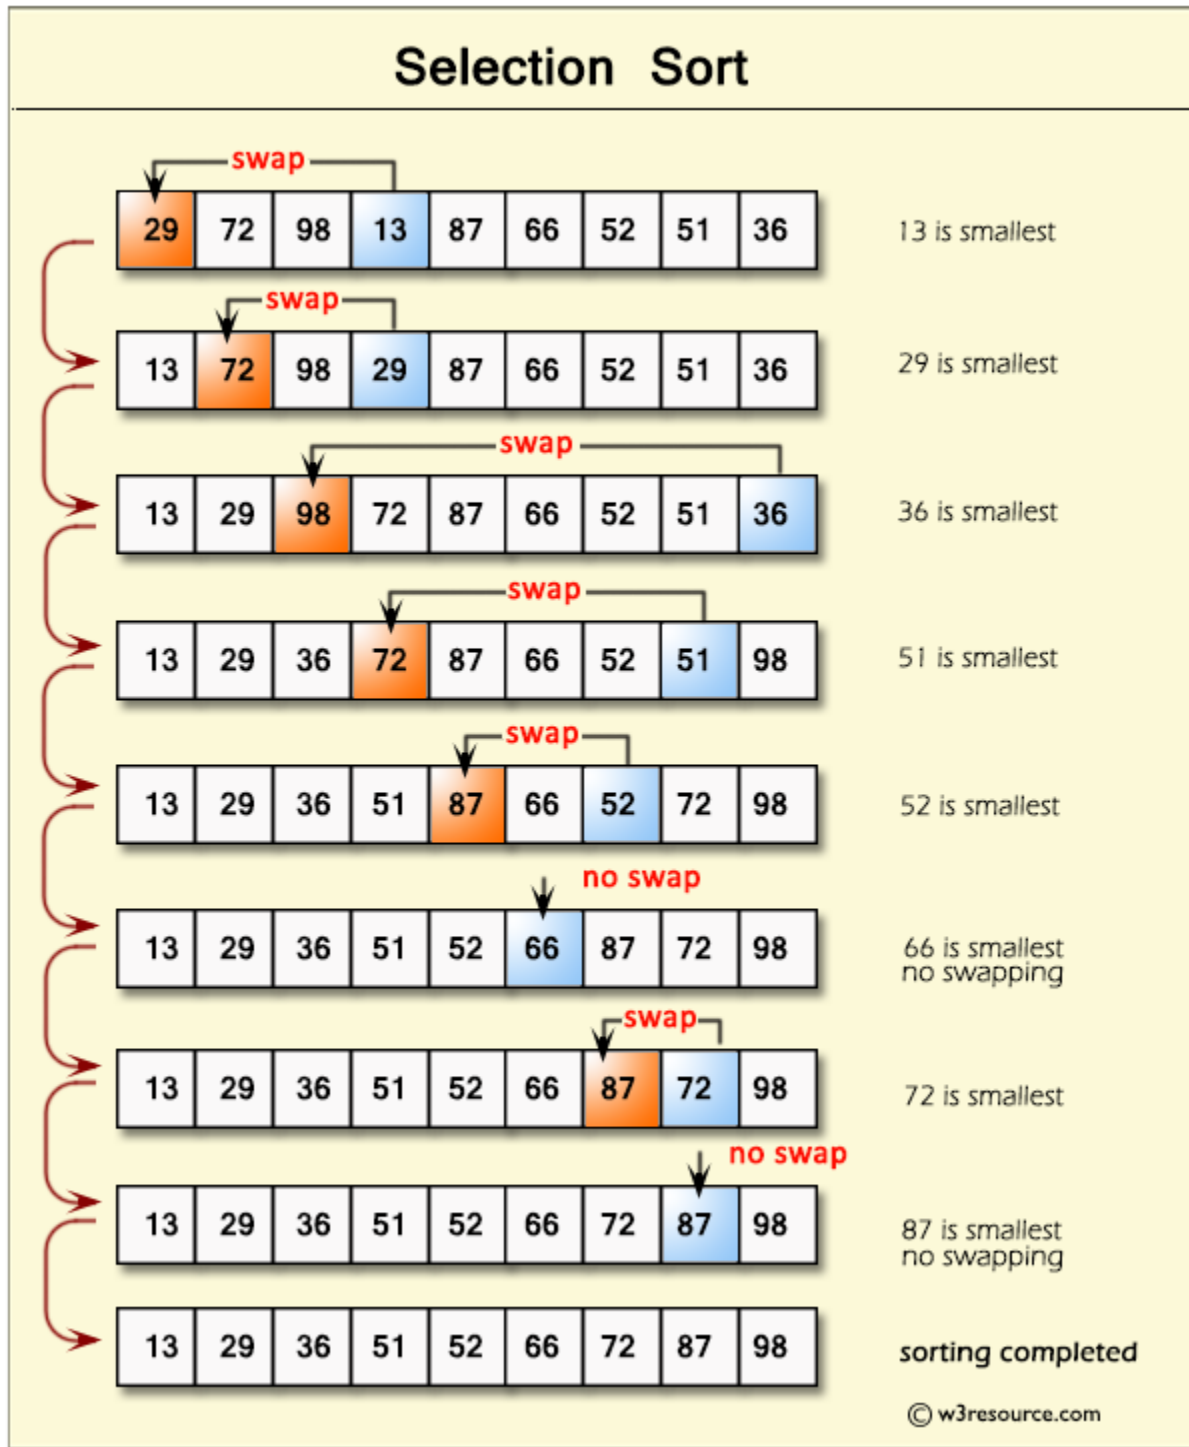 Selection Sort
swap
29 72 98 13 87 66 52 51 36
13 is smallest
swap
13 72 98 29 87 66 52 51 36
29 is smallest
swap
13 29 98 72 87 66 52 51 36
36 is smallest
swap
13 29 36 72 87 66 52 51 98
51 is smallest
swap
13 29 36 51 87 66 52 72 98
52 is smallest
no swap
13 29 36 51 52 66 87 72 98
66 is smallest
no swapping
swap
13 29 36 51 52 66 87 72 98
72 is smallest
no swap
13 29 36 51 52 66 72 87 98
87 is smallest
no swapping
13 29 36 51 52 66 72 87 98
sorting completed
© w3resource.com